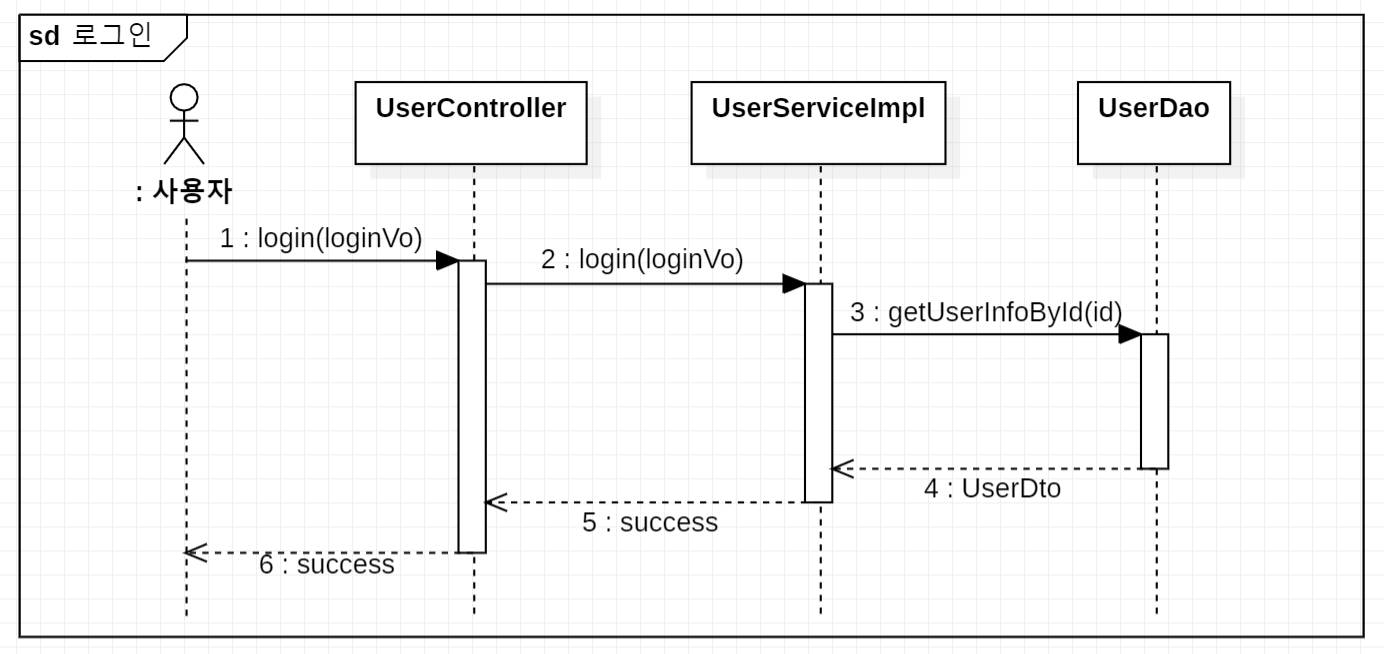 sd 로그인
UserController
UserServiceImpl
UserDao
: 사용자
1 : login(loginVo)
2 : login(loginVo)
3 : getUserInfoById(id)
4 : UserDto
5 : success
6 : success